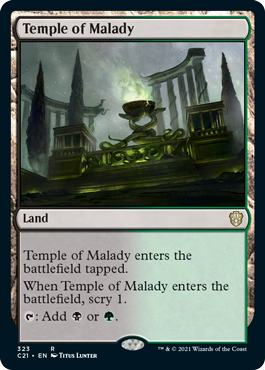 Temple of Malady
Land
Temple of Malady enters the
battlefield tapped.
When Temple of Malady enters the
battlefield, scry 1.
: Add or .
323 R
C21 • EN Titus Lunter
™ & © 2021 Wizards of the Coast